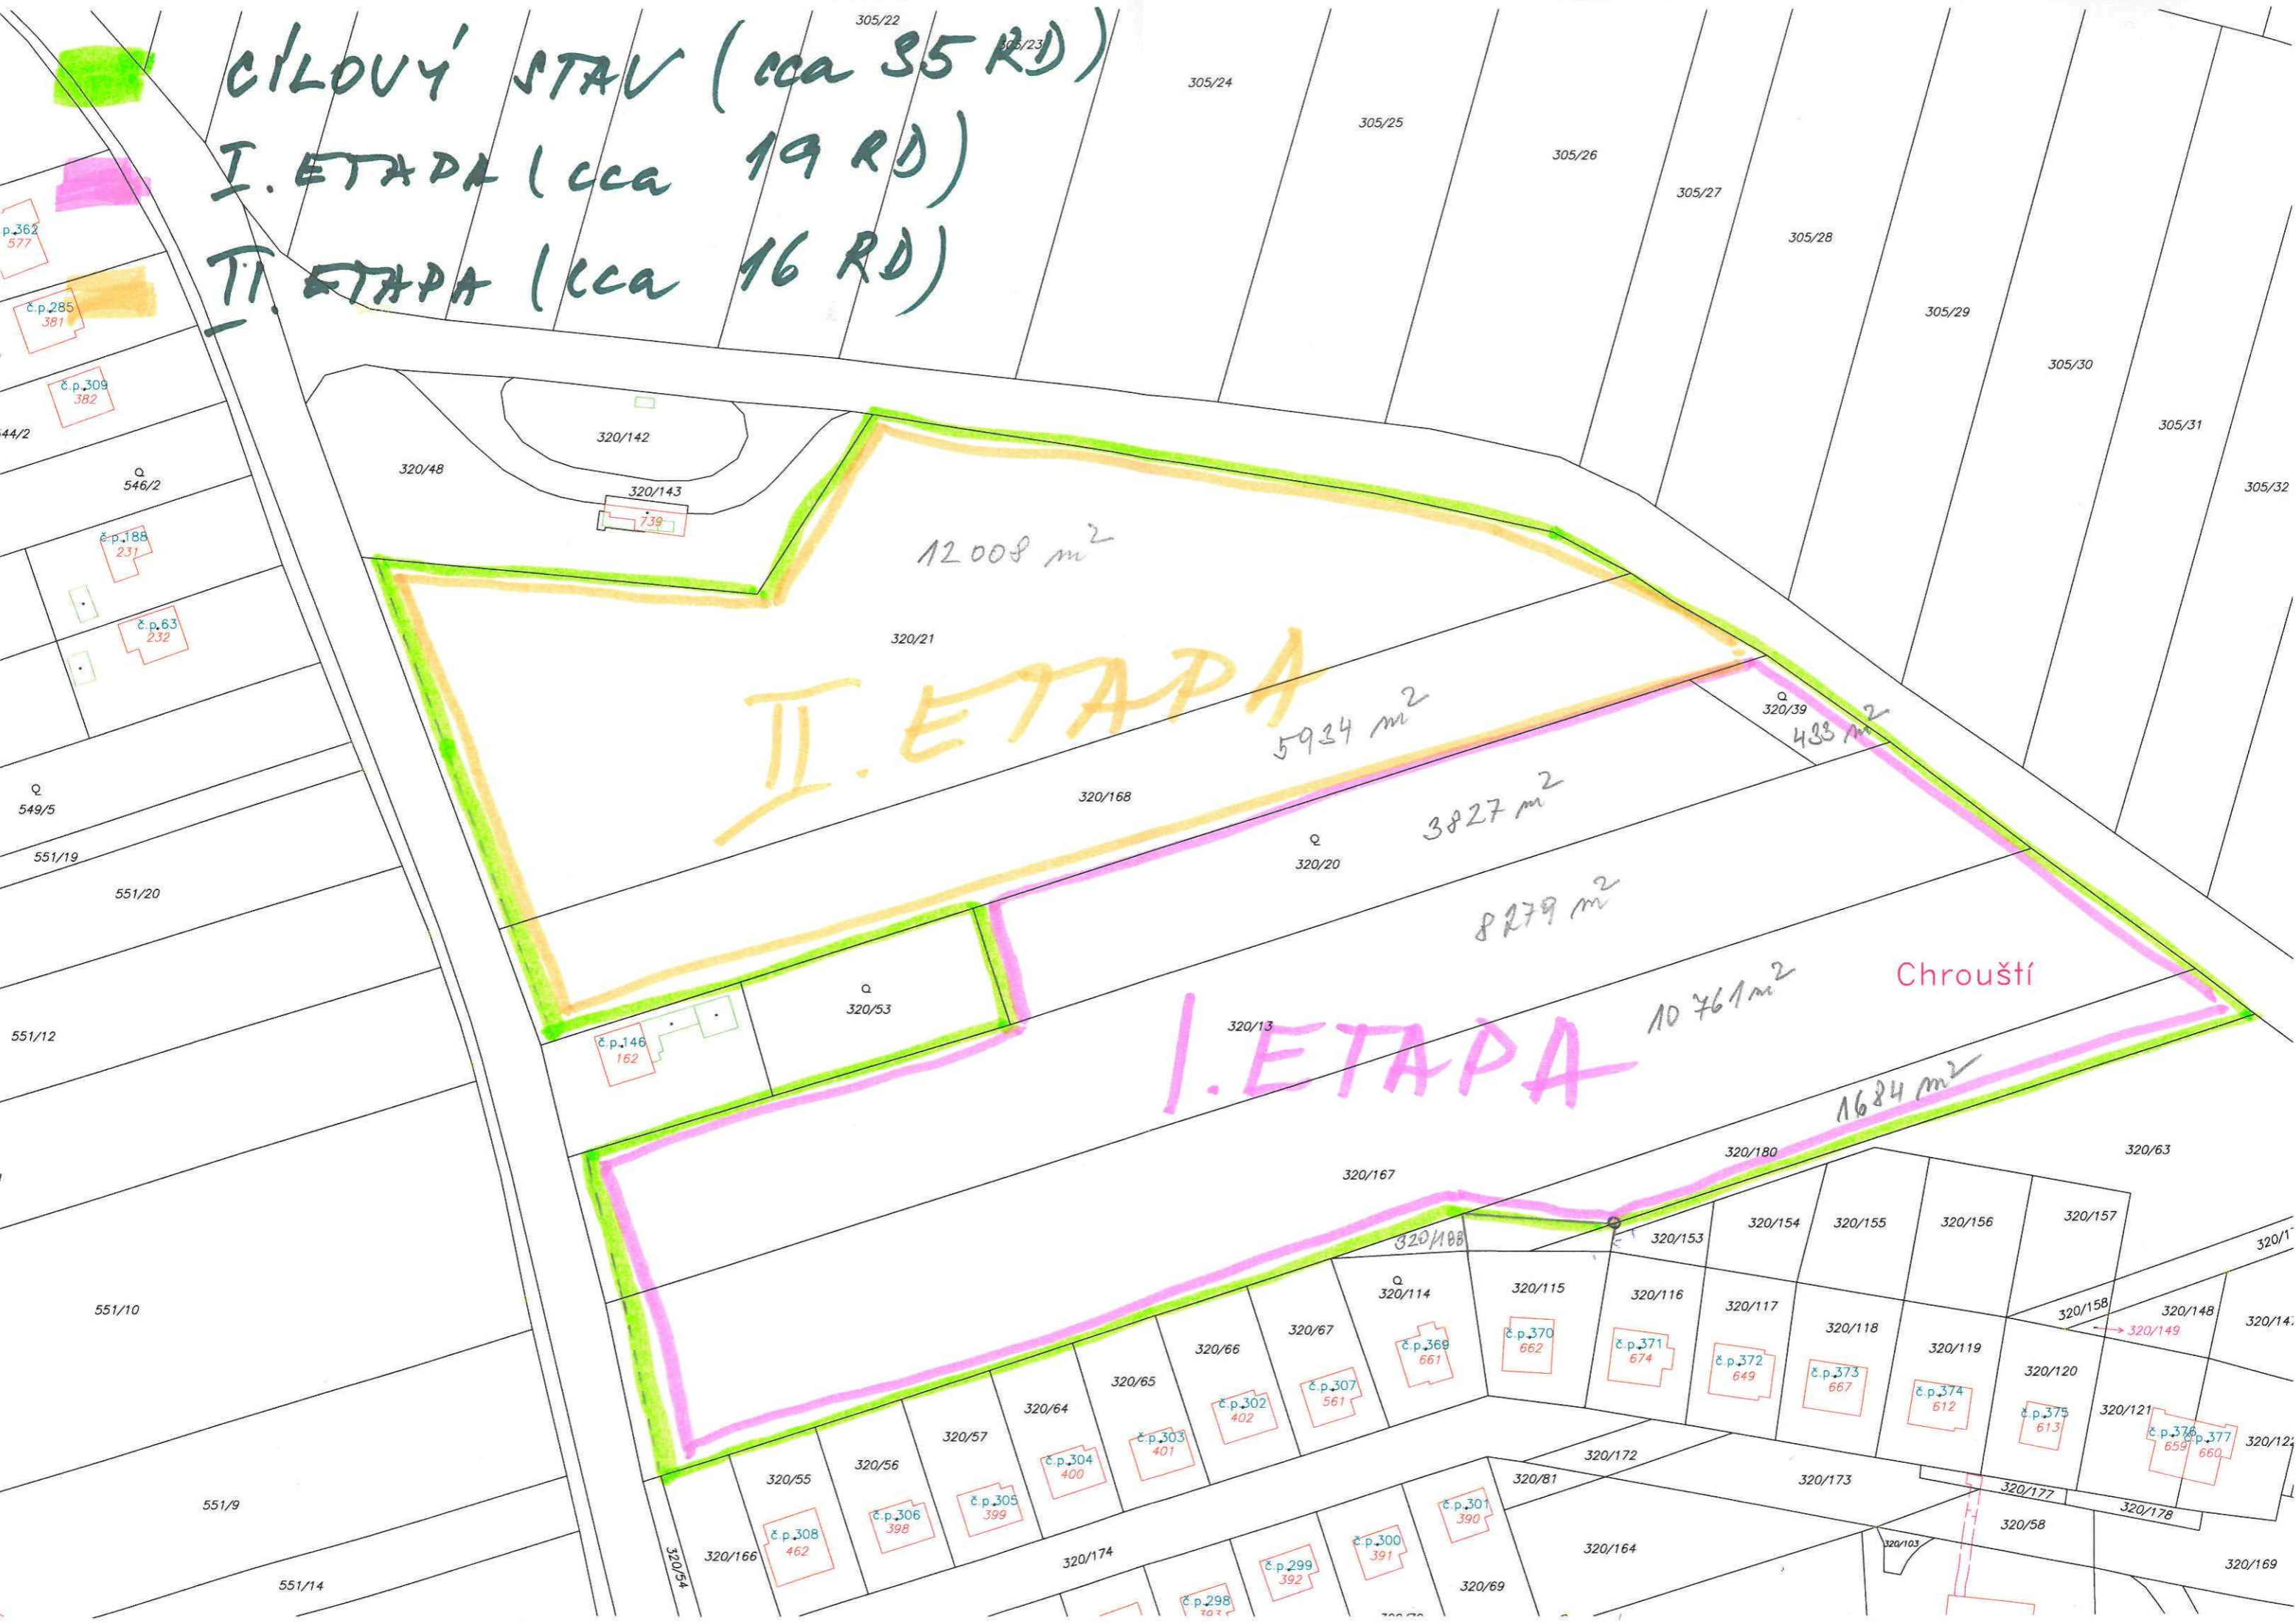 CÍLOVÝ STAV (cca 35 RD)
I. ETAPA (cca 19 RD)
II. ETAPA (cca 16 RD)
305/22
305/23
305/24
305/25
305/26
305/27
305/28
305/29
305/30
305/31
305/32
č.p.285
381
č.p.309
382
546/2
č.p.188
231
č.p.63
232
549/5
551/19
551/20
551/12
551/10
551/9
551/14
320/48
320/142
320/143
739
12 008 m²
320/21
II. ETAPA
5934 m²
320/168
320/39
433 m²
3827 m²
320/20
8279 m²
10 761 m²
Chrouští
320/53
č.p.146
162
320/13
I. ETAPA
1684 m²
320/180
320/63
320/167
320/188
320/153
320/154
320/155
320/156
320/157
320/114
320/115
320/116
320/117
320/118
320/119
320/120
320/121
320/158
320/148
320/149
320/67
320/66
320/65
320/64
320/57
320/56
320/55
č.p.369
661
č.p.370
662
č.p.371
674
č.p.372
649
č.p.373
667
č.p.374
612
č.p.375
613
č.p.376
659
č.p.377
660
č.p.307
561
č.p.302
402
č.p.303
401
č.p.304
400
č.p.305
399
č.p.306
398
č.p.308
462
320/166
320/54
320/174
320/172
320/81
320/173
320/177
320/178
320/58
320/103
320/169
320/164
320/69
č.p.301
390
č.p.300
391
č.p.299
392
č.p.298